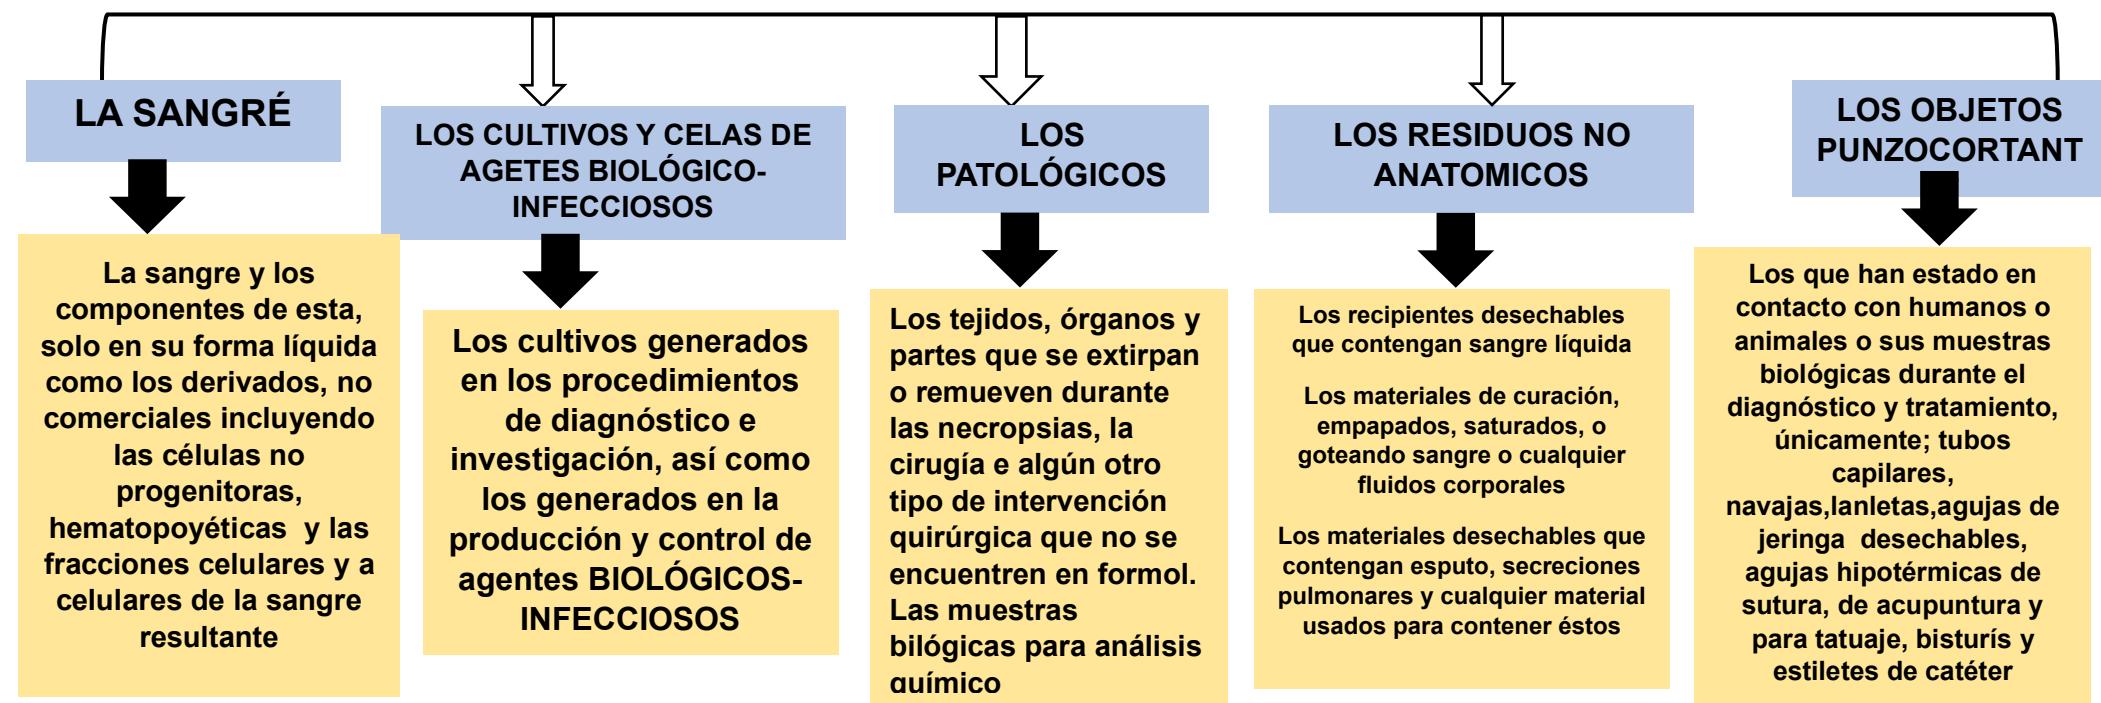 LA SANGRÉ
La sangre y los
componentes de esta,
solo en su forma líquida
como los derivados, no
comerciales incluyendo
las células no
progenitoras,
hematopoyéticas y las
fracciones celulares y a
celulares de la sangre
resultante
LOS CULTIVOS Y CELAS DE
AGETES BIOLÓGICO-
INFECCIOSOS
Los cultivos generados
en los procedimientos
de diagnóstico e
investigación, así como
los generados en la
producción y control de
agentes BIOLÓGICOS-
INFECCIOSOS
LOS
PATOLÓGICOS
Los tejidos, órganos y
partes que se extirpan
o remueven durante
las necropsias, la
cirugía e algún otro
tipo de intervención
quirúrgica que no se
encuentren en formol.
Las muestras
bilógicas para análisis
químico
LOS RESIDUOS NO
ANATOMICOS
Los recipientes desechables
que contengan sangre líquida
Los materiales de curación,
empapados, saturados, o
goteando sangre o cualquier
fluidos corporales
Los materiales desechables que
contengan esputo, secreciones
pulmonares y cualquier material
usados para contener éstos
LOS OBJETOS
PUNZOCORTANT
Los que han estado en
contacto con humanos o
animales o sus muestras
biológicas durante el
diagnóstico y tratamiento,
únicamente; tubos
capilares,
navajas,lanletas,agujas de
jeringa desechables,
agujas hipotérmicas de
sutura, de acupuntura y
para tatuaje, bisturís y
estiletes de catéter